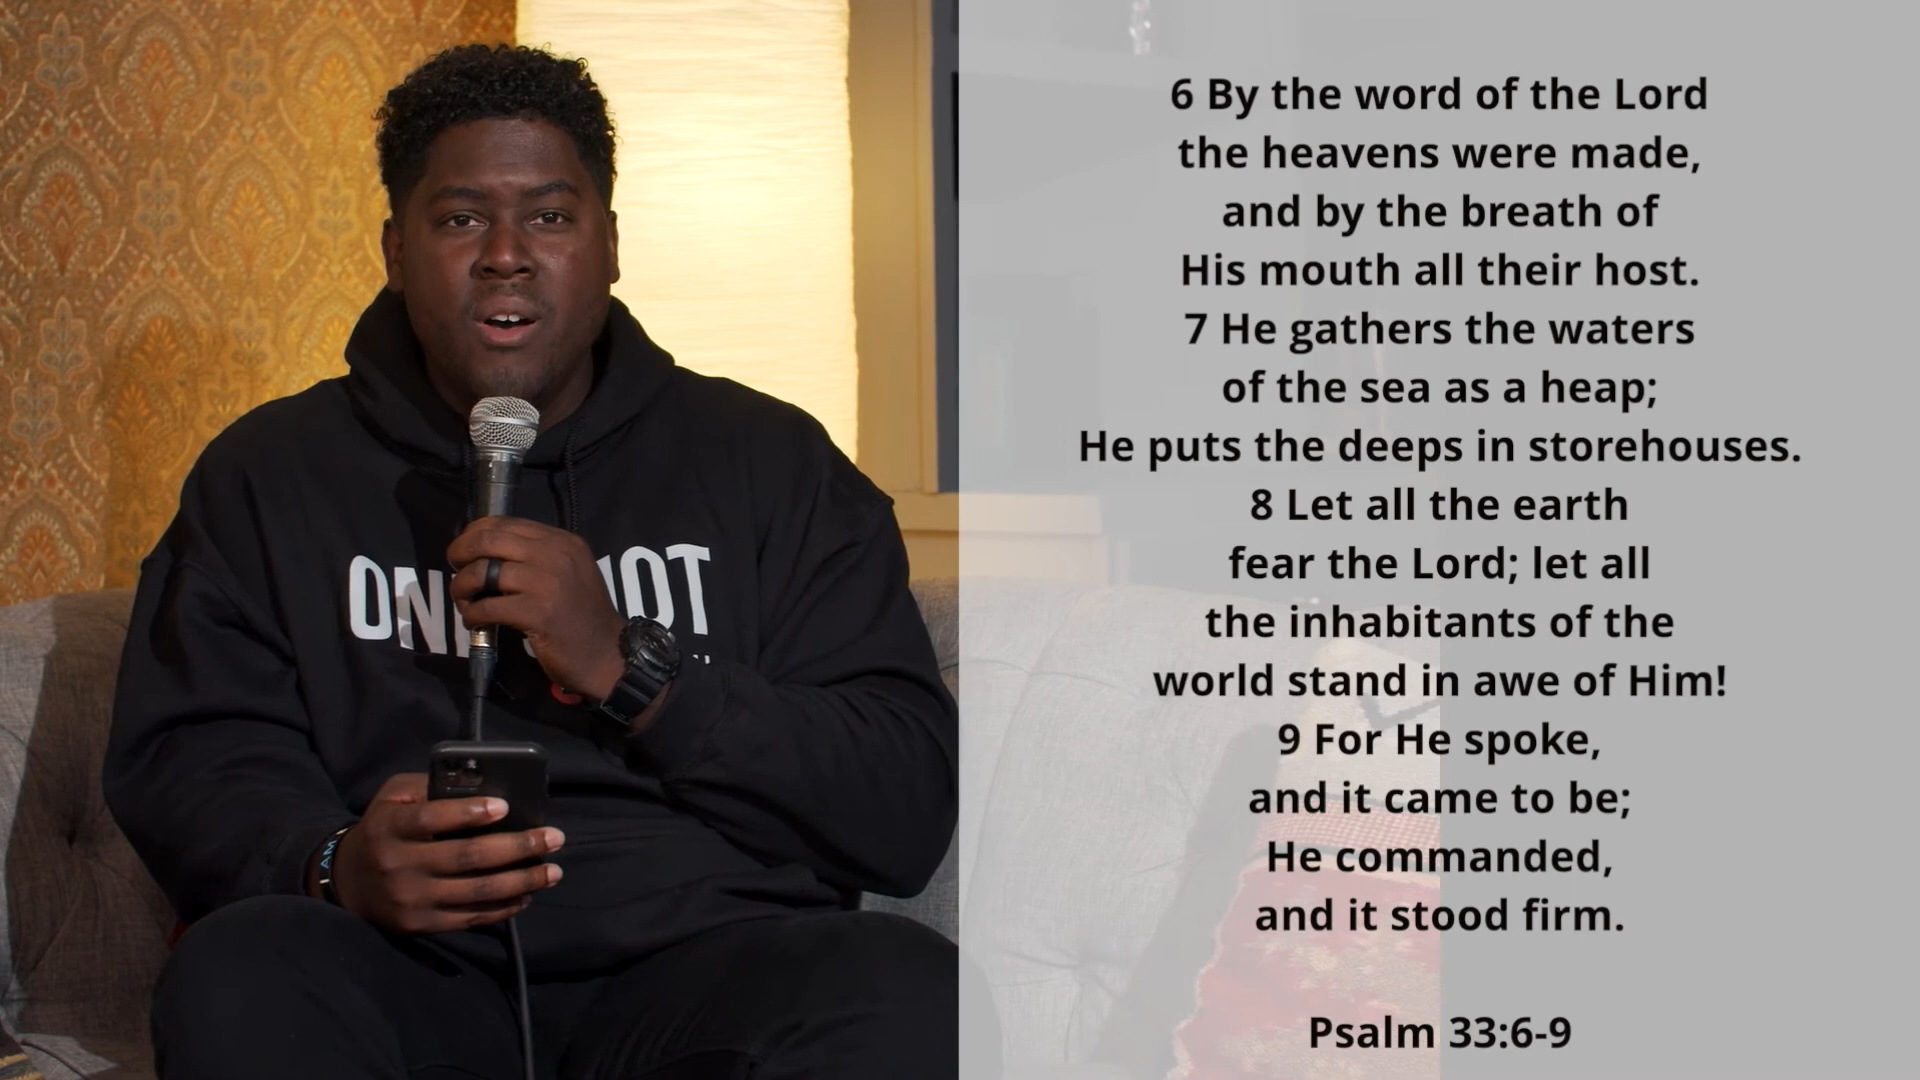 6 By the word of the Lord
the heavens were made,
and by the breath of
His mouth all their host.
7 He gathers the waters
of the sea as a heap;
He puts the deeps in storehouses.
8 Let all the earth
fear the Lord; let all
the inhabitants of the
world stand in awe of Him!
9 For He spoke,
and it came to be;
He commanded,
and it stood firm.
Psalm 33:6-9
AM